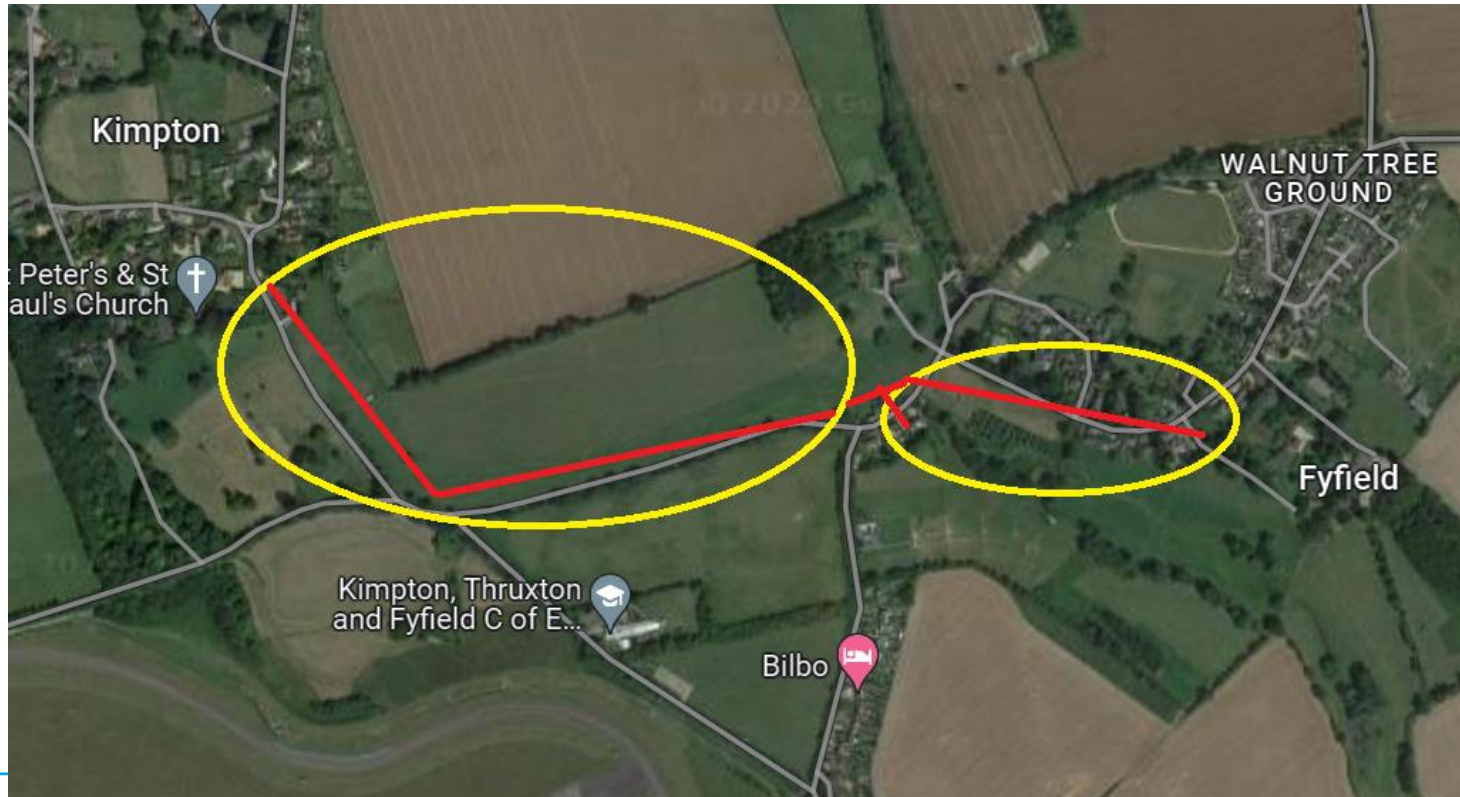 Kimpton
WALNUT TREE
GROUND
t Peter's & St
aul's Church
Fyfield
Kimpton, Thruxton
and Fyfield C of E...
Bilbo